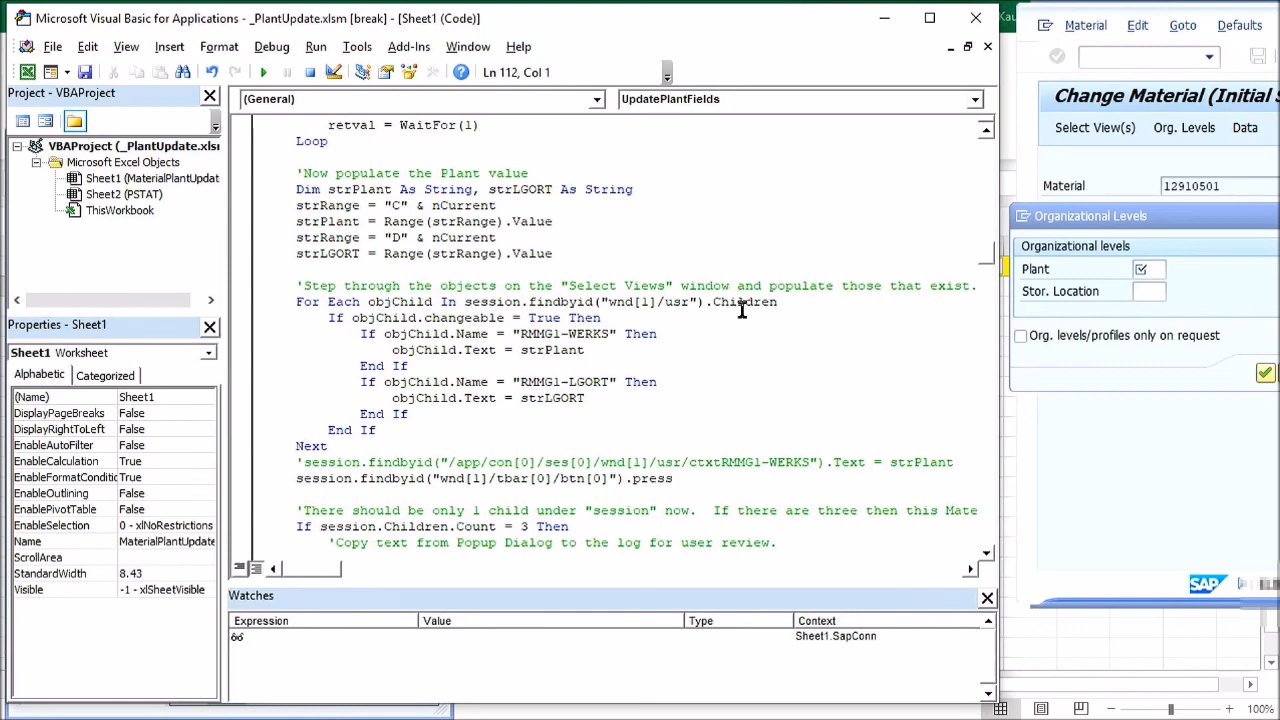 Microsoft Visual Basic for Applications - _PlantUpdate.xlsm [break] - [Sheet1 (Code)]
File Edit View Insert Format Debug Run Tools Add-Ins Window Help
Ln 112, Col 1
Project - VBAProject
VBAProject (_PlantUpdate.xlsm
Microsoft Excel Objects
Sheet1 (MaterialPlantUpdat
Sheet2 (PSTAT)
ThisWorkbook
Properties - Sheet1
Sheet1 Worksheet
Alphabetic Categorized
(Name) Sheet1
DisplayPageBreaks False
DisplayRightToLeft False
EnableAutoFilter False
EnableCalculation True
EnableFormatConditic True
EnableOutlining False
EnablePivotTable False
EnableSelection 0 - xlNoRestrictions
Name MaterialPlantUpdate
ScrollArea
StandardWidth 8.43
Visible -1 - xlSheetVisible
(General) UpdatePlantFields
retval = WaitFor(1)
Loop
'Now populate the Plant value
Dim strPlant As String, strLGORT As String
strRange = "C" & nCurrent
strPlant = Range(strRange).Value
strRange = "D" & nCurrent
strLGORT = Range(strRange).Value
'Step through the objects on the "Select Views" window and populate those that exist.
For Each objChild In session.findbyid("wnd[1]/usr").Children
If objChild.changeable = True Then
If objChild.Name = "RMMG1-WERKS" Then
objChild.Text = strPlant
End If
If objChild.Name = "RMMG1-LGORT" Then
objChild.Text = strLGORT
End If
End If
Next
'session.findbyid("/app/con[0]/ses[0]/wnd[1]/usr/ctxtRMMG1-WERKS").Text = strPlant
session.findbyid("wnd[1]/tbar[0]/btn[0]").press
'There should be only 1 child under "session" now. If there are three then this Mate
If session.Children.Count = 3 Then
'Copy text from Popup Dialog to the log for user review.
Watches
Expression Value Type Context
Sheet1.SapConn
Kau
Material Edit Goto Defaults
Change Material (Initial S
Select View(s) Org. Levels Data
Material 12910501
Organizational Levels
Organizational levels
Plant
Stor. Location
Org. levels/profiles only on request
SAP
100%